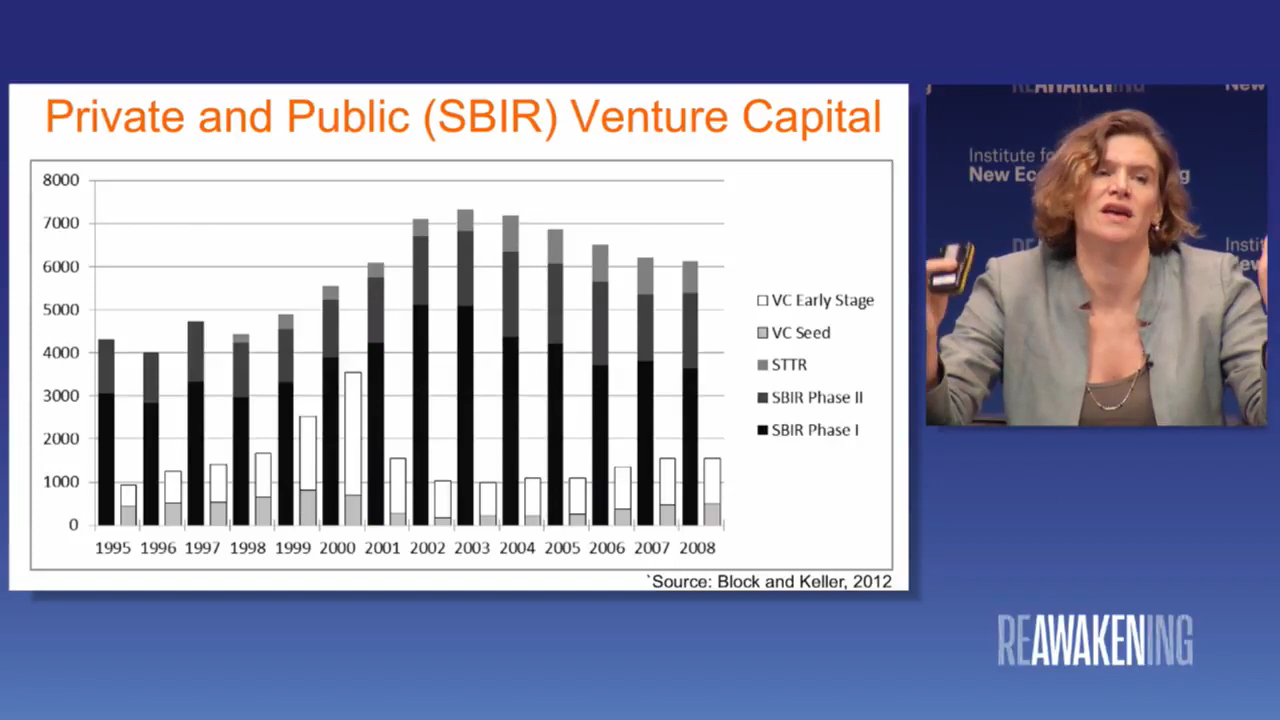 Private and Public (SBIR) Venture Capital
8000
7000
6000
5000
4000
3000
2000
1000
0
1995 1996 1997 1998 1999 2000 2001 2002 2003 2004 2005 2006 2007 2008
VC Early Stage
VC Seed
STTR
SBIR Phase II
SBIR Phase I
`Source: Block and Keller, 2012
REAWAKENING
New
Institute
New
REAWAKENING